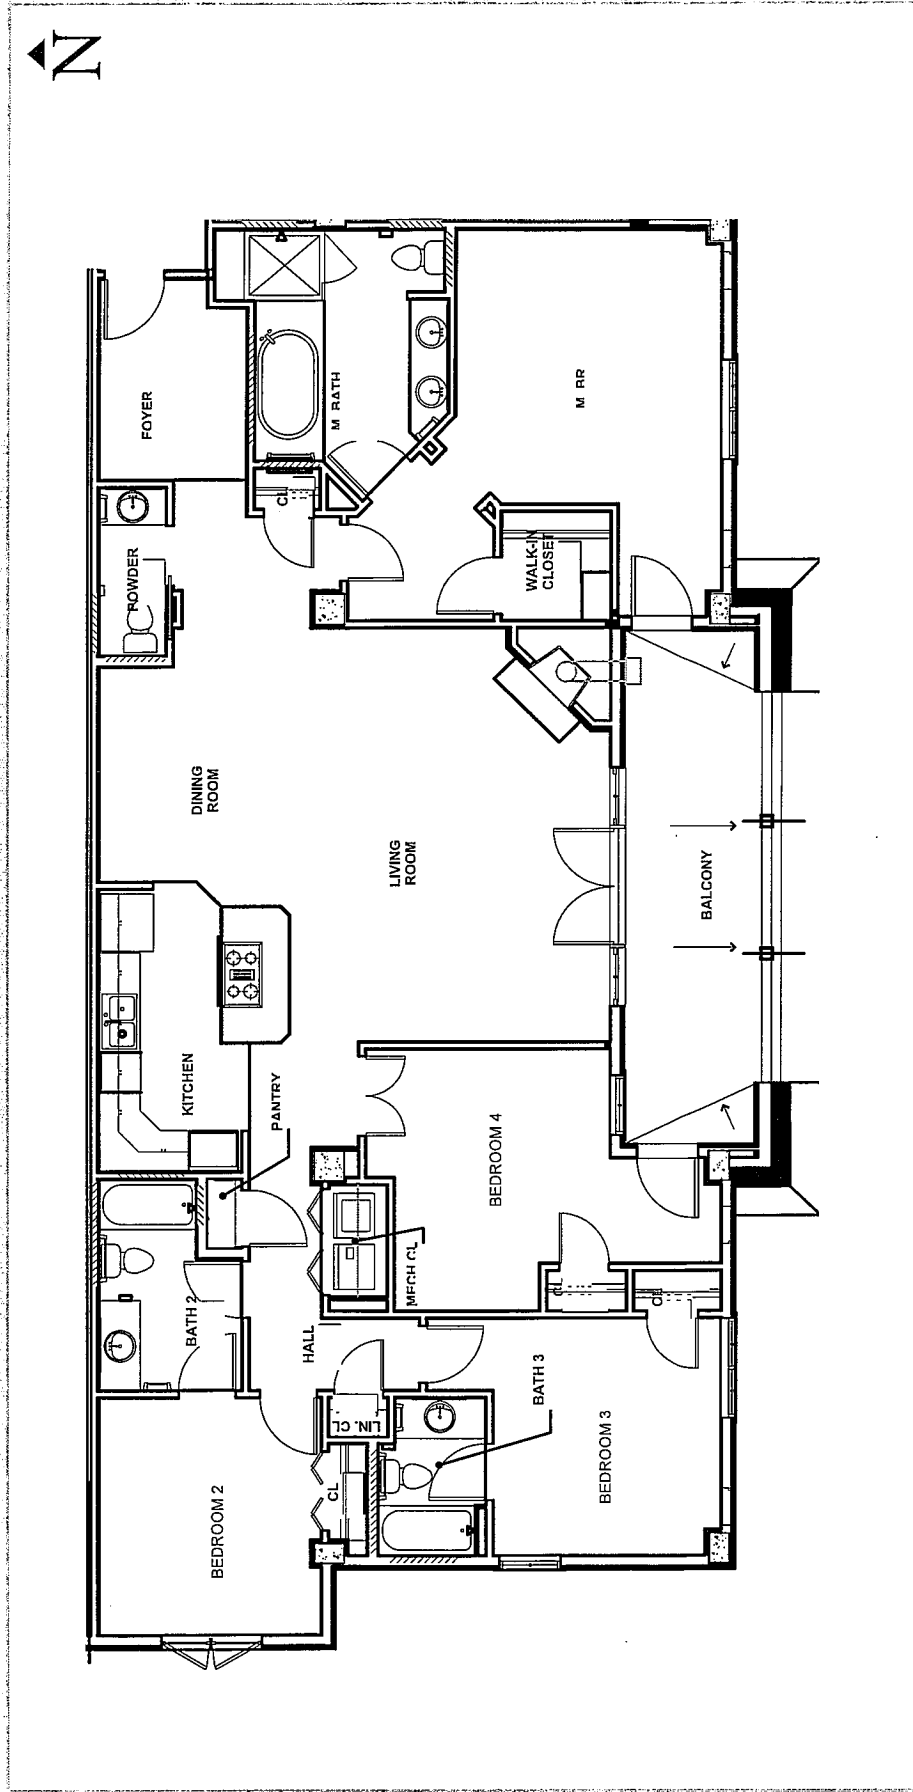 N
FOYER
M. BATH
M. BR
CL
POWDER
WALK-IN
CLOSET
DINING
ROOM
LIVING
ROOM
BALCONY
KITCHEN
PANTRY
BEDROOM 4
MECH CL
CL
CL
BATH 2
HALL
LIN. CL
BATH 3
BEDROOM 3
CL
BEDROOM 2